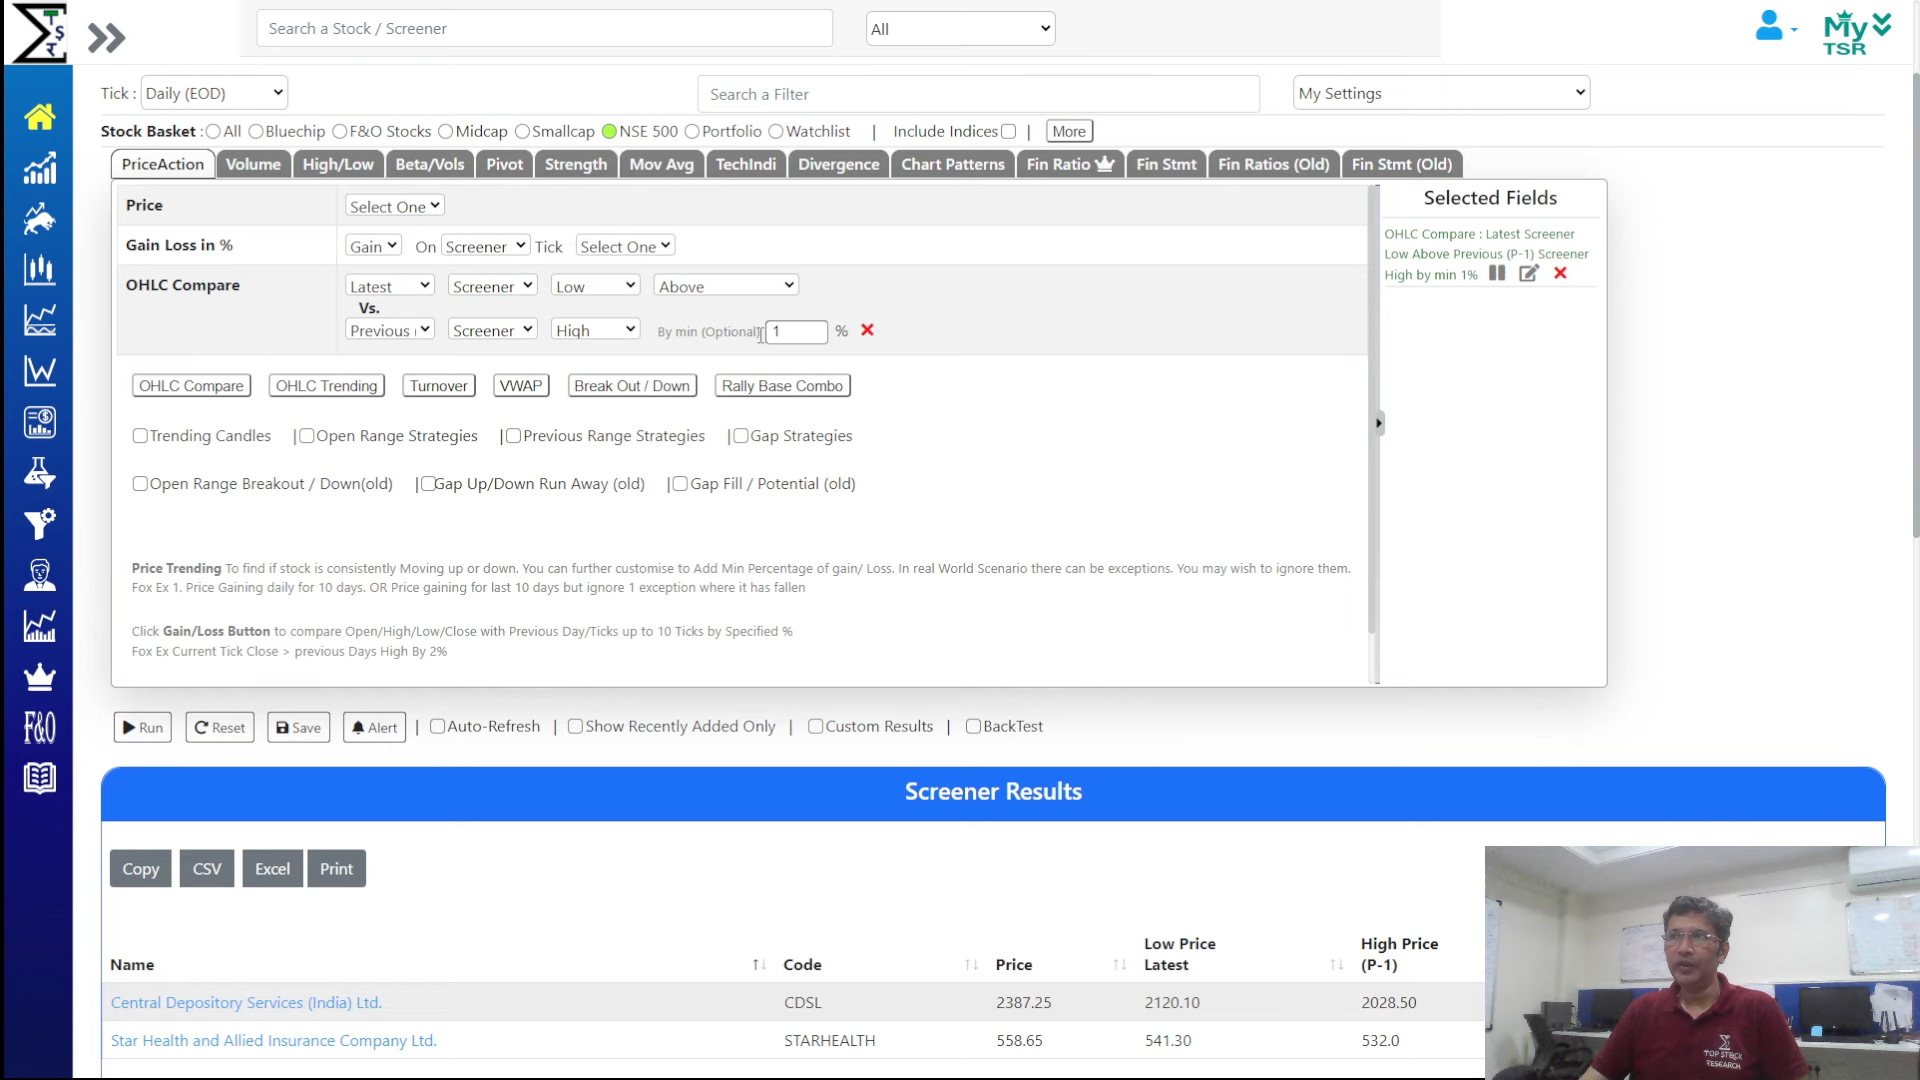 Search a Stock / Screener
All
My
TSR
Tick : Daily (EOD)
Search a Filter
My Settings
Stock Basket : All Bluechip F&O Stocks Midcap Smallcap NSE 500 Portfolio Watchlist | Include Indices | More
PriceAction Volume High/Low Beta/Vols Pivot Strength Mov Avg TechIndi Divergence Chart Patterns Fin Ratio Fin Stmt Fin Ratios (Old) Fin Stmt (Old)
Price Select One
Gain Loss in % Gain On Screener Tick Select One
OHLC Compare Latest Screener Low Above
Vs.
Previous Screener High By min (Optional) 1 %
OHLC Compare OHLC Trending Turnover VWAP Break Out / Down Rally Base Combo
Trending Candles | Open Range Strategies | Previous Range Strategies | Gap Strategies
Open Range Breakout / Down(old) | Gap Up/Down Run Away (old) | Gap Fill / Potential (old)
Price Trending To find if stock is consistently Moving up or down. You can further customise to Add Min Percentage of gain/ Loss. In real World Scenario there can be exceptions. You may wish to ignore them.
Fox Ex 1. Price Gaining daily for 10 days. OR Price gaining for last 10 days but ignore 1 exception where it has fallen
Click Gain/Loss Button to compare Open/High/Low/Close with Previous Day/Ticks up to 10 Ticks by Specified %
Fox Ex Current Tick Close > previous Days High By 2%
Selected Fields
OHLC Compare : Latest Screener
Low Above Previous (P-1) Screener
High by min 1%
Run Reset Save Alert | Auto-Refresh | Show Recently Added Only | Custom Results | BackTest
F&O
Screener Results
Copy CSV Excel Print
Name Code Price Low Price Latest High Price (P-1)
Central Depository Services (India) Ltd. CDSL 2387.25 2120.10 2028.50
Star Health and Allied Insurance Company Ltd. STARHEALTH 558.65 541.30 532.0
TOP STOCK
RESEARCH